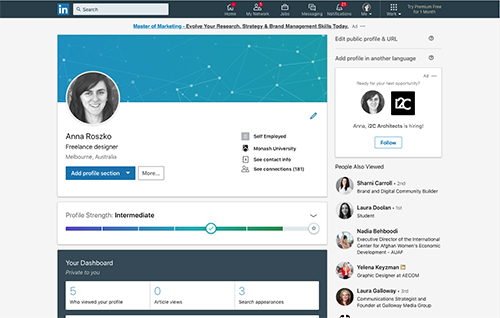 in
Search
Home
My Network
Jobs
Messaging
21
Notifications
Me
Work
Try Premium Free
for 1 Month
Master of Marketing - Evolve Your Research, Strategy & Brand Management Skills Today. Ad
Anna Roszko
Freelance designer
Melbourne, Australia
Add profile section
More...
Self Employed
Monash University
See contact info
See connections (181)
Profile Strength: Intermediate
Your Dashboard
Private to you
5
Who viewed your profile
0
Article views
3
Search appearances
Edit public profile & URL
Add profile in another language
Ad
Ready for your next opportunity?
i2C
Anna, i2C Architects is hiring!
Follow
People Also Viewed
Sharni Carroll • 2nd
Brand and Digital Community Builder
Laura Doolan • 1st
Student
Nadia Behboodi
Executive Director of the International
Center for Afghan Women's Economic
Development - AUAF
Yelena Keyzman in
Graphic Designer at AECOM
Laura Galloway • 3rd
Communications Strategist and
Founder at Galloway Media Group